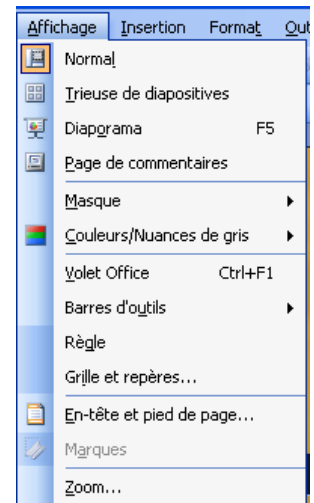 Affichage Insertion Format
Normal
Trieuse de diapositives
Diaporama F5
Page de commentaires
Masque
Couleurs/Nuances de gris
Volet Office Ctrl+F1
Barres d'outils
Règle
Grille et repères...
En-tête et pied de page...
Marques
Zoom...